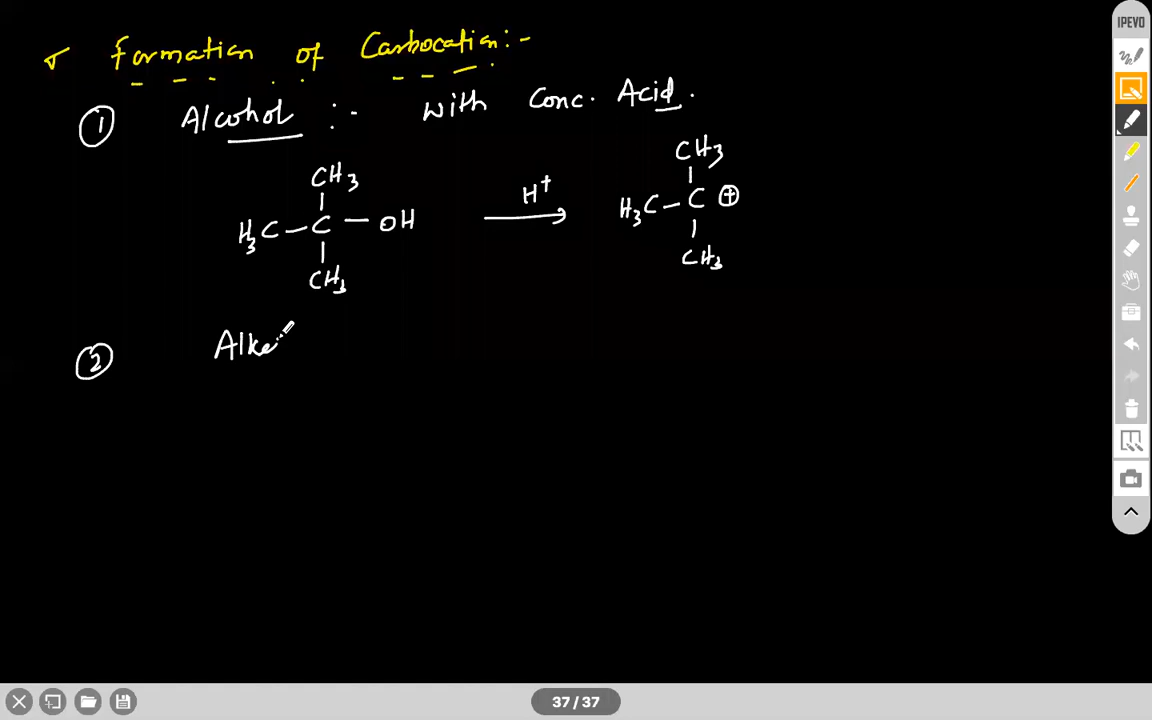 IPEVO
Formation of Carbocation:-
① Alcohol :- with Conc. Acid.
CH3 CH3
H3C - C - OH H+ → H3C - C ⊕
CH3 CH3
② Alke
37 / 37